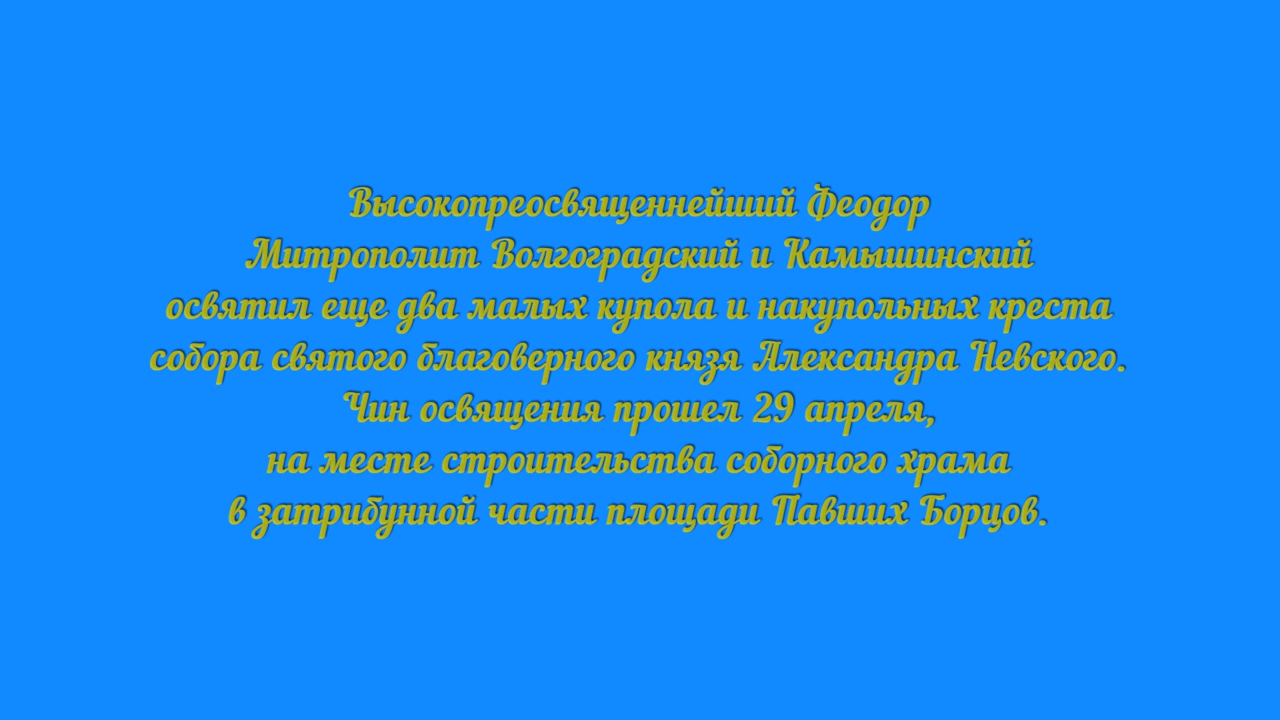 Высокопреосвященнейший Феодор
Митрополит Волгоградский и Камышинский
освятил еще два малых купола и накупольных креста
собора святого благоверного князя Александра Невского.
Чин освящения прошел 29 апреля,
на месте строительства соборного храма
в затрибунной части площади Павших Борцов.